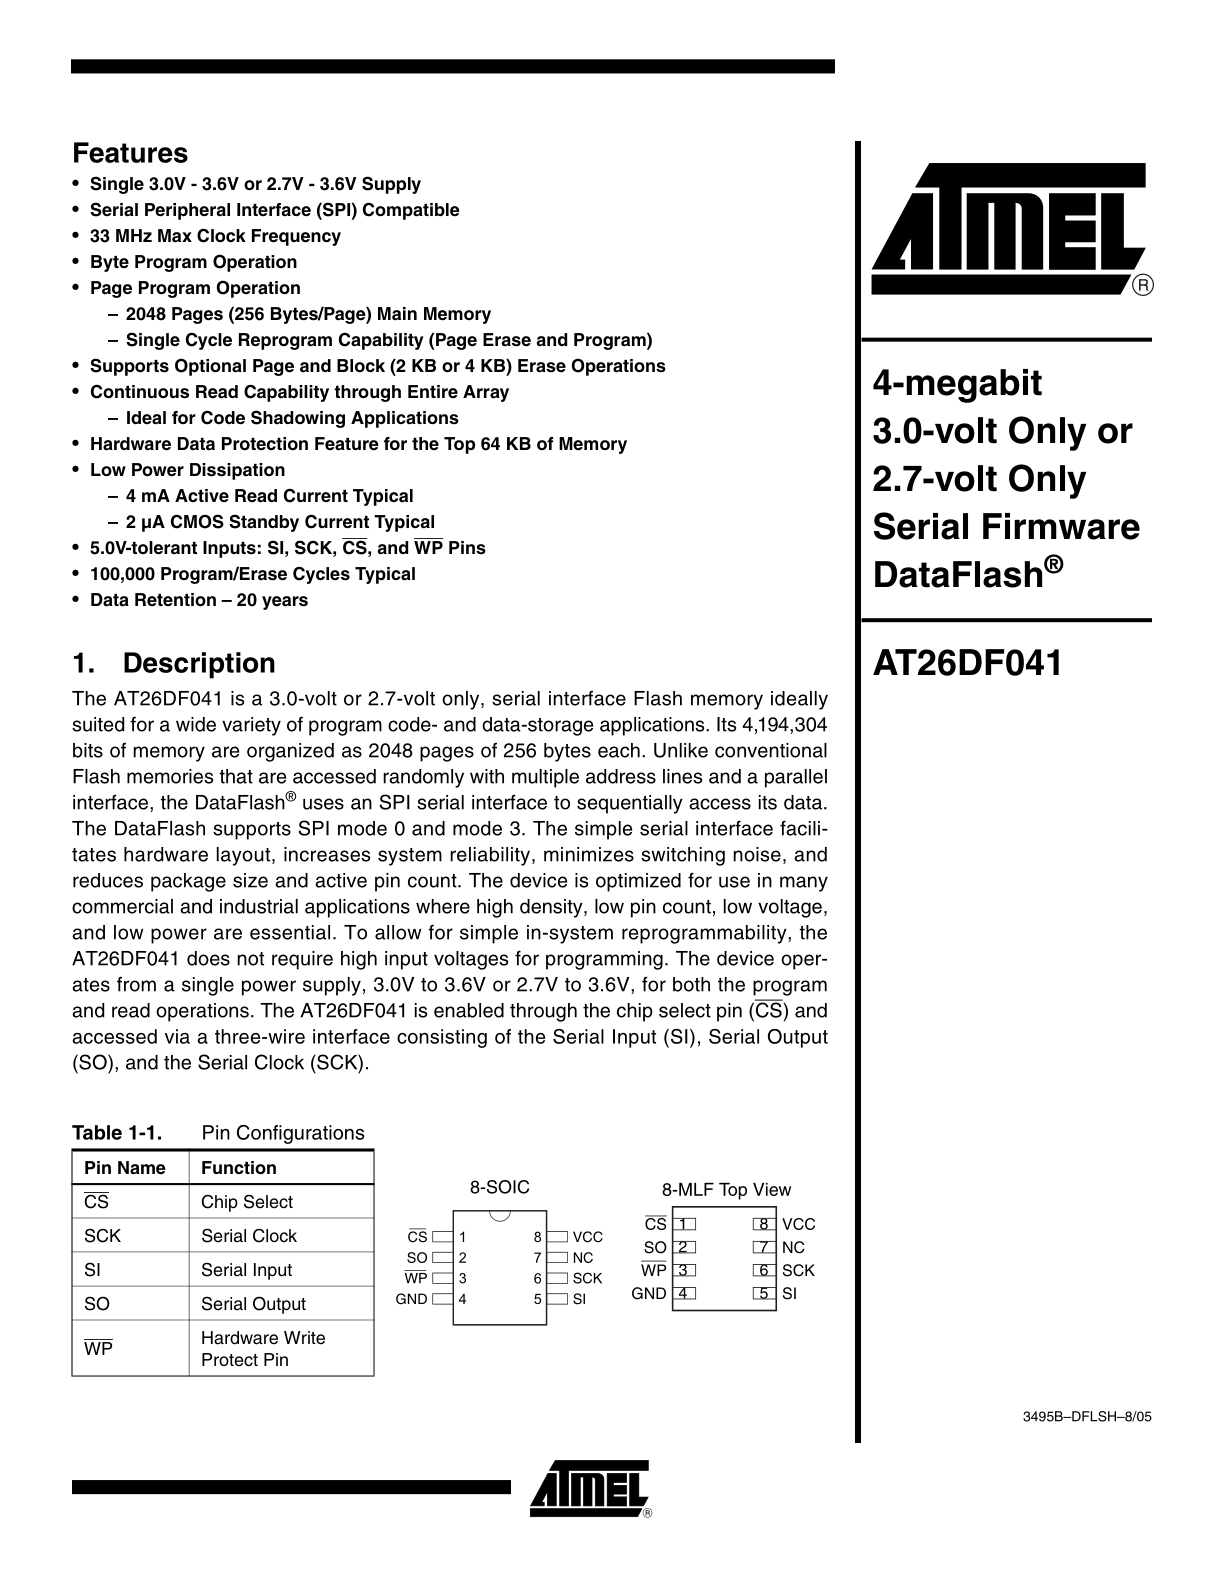 Features
• Single 3.0V - 3.6V or 2.7V - 3.6V Supply
• Serial Peripheral Interface (SPI) Compatible
• 33 MHz Max Clock Frequency
• Byte Program Operation
• Page Program Operation
– 2048 Pages (256 Bytes/Page) Main Memory
– Single Cycle Reprogram Capability (Page Erase and Program)
• Supports Optional Page and Block (2 KB or 4 KB) Erase Operations
• Continuous Read Capability through Entire Array
– Ideal for Code Shadowing Applications
• Hardware Data Protection Feature for the Top 64 KB of Memory
• Low Power Dissipation
– 4 mA Active Read Current Typical
– 2 µA CMOS Standby Current Typical
• 5.0V-tolerant Inputs: SI, SCK, C̅S̅, and W̅P̅ Pins
• 100,000 Program/Erase Cycles Typical
• Data Retention – 20 years
1. Description
The AT26DF041 is a 3.0-volt or 2.7-volt only, serial interface Flash memory ideally
suited for a wide variety of program code- and data-storage applications. Its 4,194,304
bits of memory are organized as 2048 pages of 256 bytes each. Unlike conventional
Flash memories that are accessed randomly with multiple address lines and a parallel
interface, the DataFlash® uses an SPI serial interface to sequentially access its data.
The DataFlash supports SPI mode 0 and mode 3. The simple serial interface facili-
tates hardware layout, increases system reliability, minimizes switching noise, and
reduces package size and active pin count. The device is optimized for use in many
commercial and industrial applications where high density, low pin count, low voltage,
and low power are essential. To allow for simple in-system reprogrammability, the
AT26DF041 does not require high input voltages for programming. The device oper-
ates from a single power supply, 3.0V to 3.6V or 2.7V to 3.6V, for both the program
and read operations. The AT26DF041 is enabled through the chip select pin (C̅S̅) and
accessed via a three-wire interface consisting of the Serial Input (SI), Serial Output
(SO), and the Serial Clock (SCK).
Table 1-1. Pin Configurations
Pin Name Function
C̅S̅ Chip Select
SCK Serial Clock
SI Serial Input
SO Serial Output
W̅P̅ Hardware Write
Protect Pin
8-SOIC
C̅S̅ 1 8 VCC
SO 2 7 NC
W̅P̅ 3 6 SCK
GND 4 5 SI
8-MLF Top View
C̅S̅ 1 8 VCC
SO 2 7 NC
W̅P̅ 3 6 SCK
GND 4 5 SI
ATMEL®
4-megabit
3.0-volt Only or
2.7-volt Only
Serial Firmware
DataFlash®
AT26DF041
3495B–DFLSH–8/05
ATMEL®